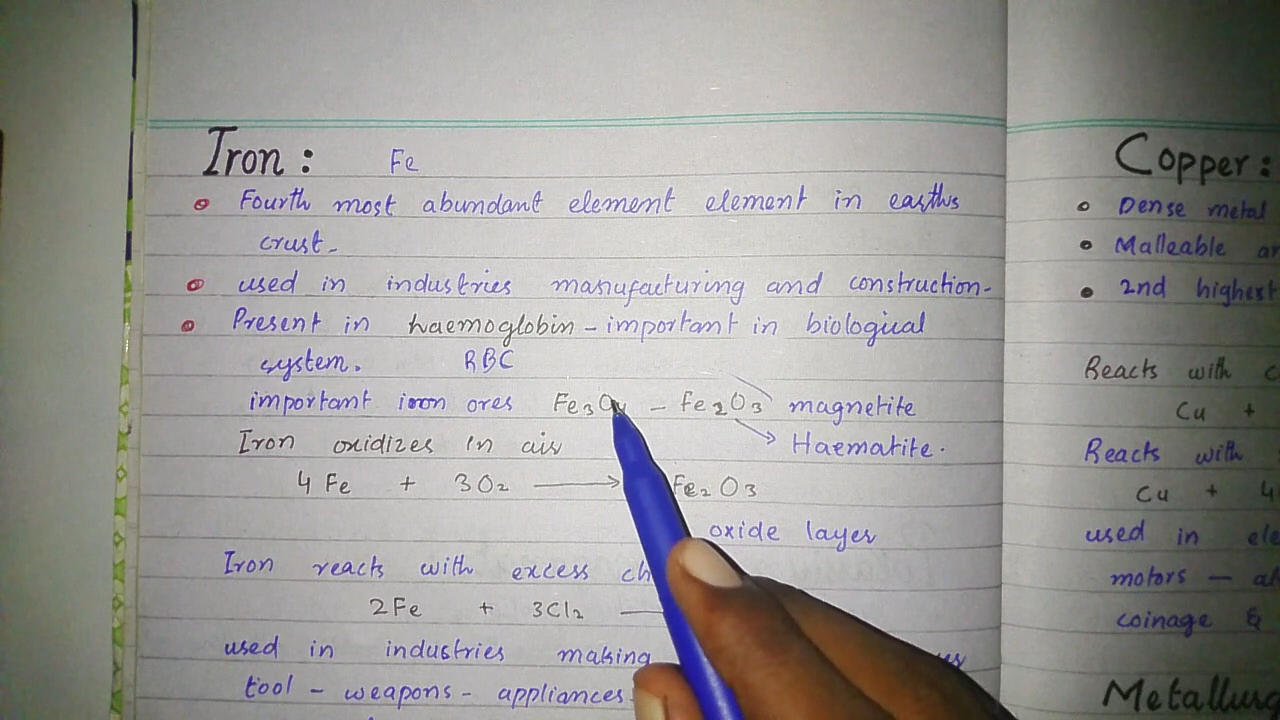 Iron : Fe
• Fourth most abundant element element in earths
crust -
• used in industries manufacturing and construction-
• Present in haemoglobin - important in biological
system. RBC
important iron ores Fe3O4 - Fe2O3 magnetite
Iron oxidizes in air → Haematite.
4 Fe + 3O2 → Fe2O3
oxide layer
Iron reacts with excess
2Fe + 3Cl2 —
used in industries making
tool - weapons - appliances-
Copper :
• Dense metal
• Malleable
• 2nd highest
Reacts with
Cu +
Reacts with
Cu + 4
used in
motors -
coinage &